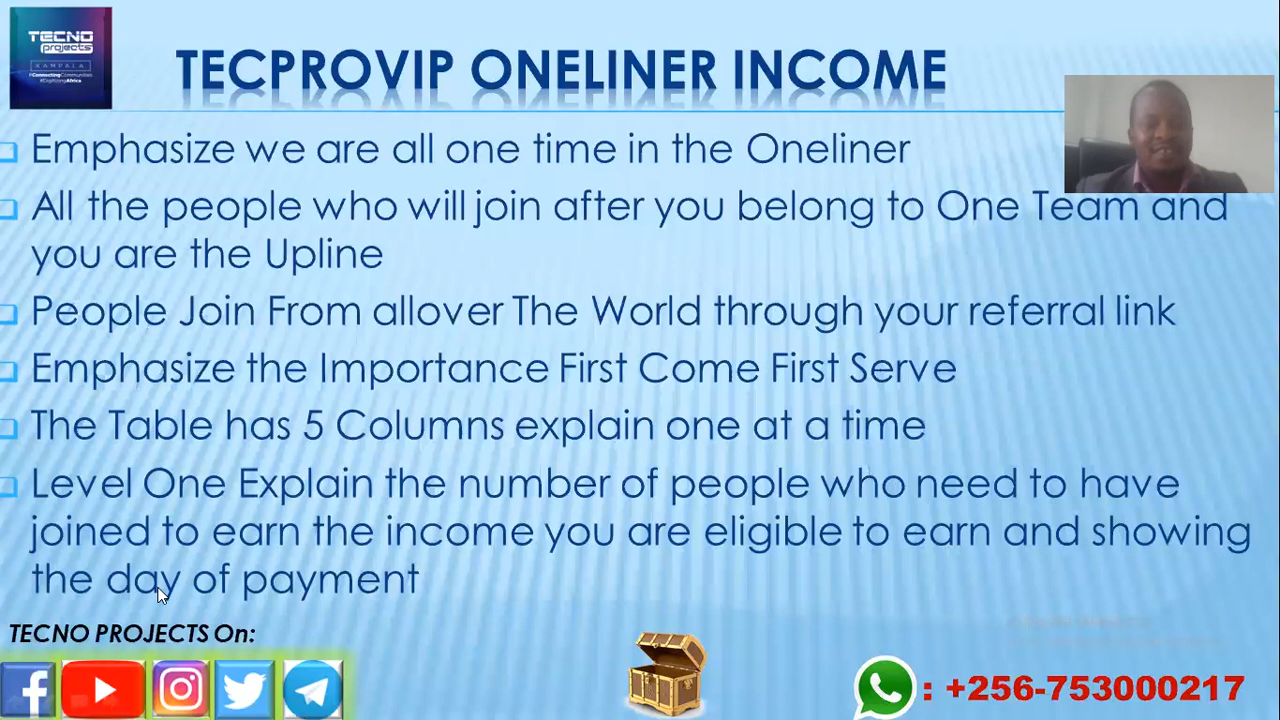 TECNO
projects
KAMPALA
#ConnectingCommunities
#DigitizingAfrica
TECPROVIP ONELINER INCOME
Emphasize we are all one time in the Oneliner
All the people who will join after you belong to One Team and
you are the Upline
People Join From allover The World through your referral link
Emphasize the Importance First Come First Serve
The Table has 5 Columns explain one at a time
Level One Explain the number of people who need to have
joined to earn the income you are eligible to earn and showing
the day of payment
TECNO PROJECTS On:
: +256-753000217